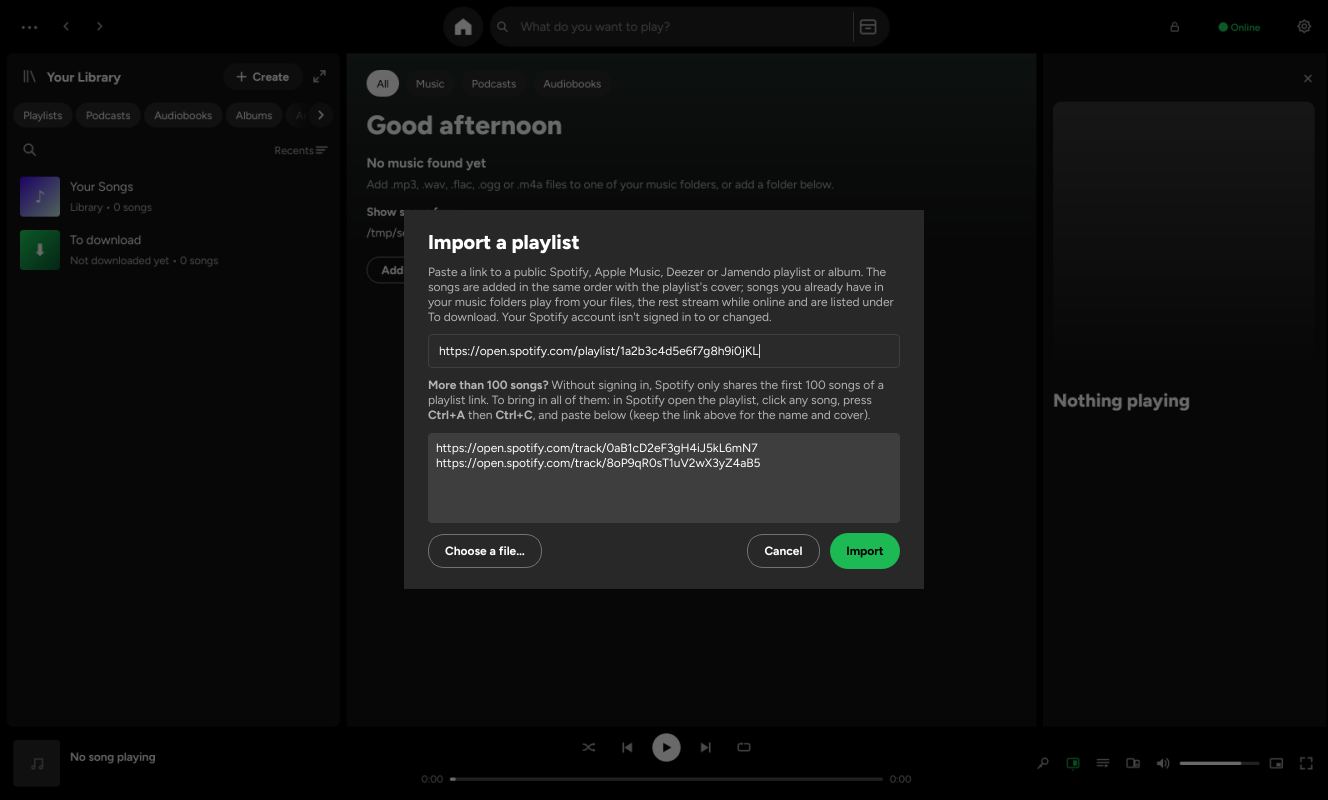 What do you want to play?
Online
Your Library
Create
Playlists
Podcasts
Audiobooks
Albums
Recents
Your Songs
Library • 0 songs
To download
Not downloaded yet • 0 songs
All
Music
Podcasts
Audiobooks
Good afternoon
No music found yet
Add .mp3, .wav, .flac, .ogg or .m4a files to one of your music folders, or add a folder below.
Show
Add
Import a playlist
Paste a link to a public Spotify, Apple Music, Deezer or Jamendo playlist or album. The
songs are added in the same order with the playlist's cover; songs you already have in
your music folders play from your files, the rest stream while online and are listed under
To download. Your Spotify account isn't signed in to or changed.
https://open.spotify.com/playlist/1a2b3c4d5e6f7g8h9i0jKL
More than 100 songs? Without signing in, Spotify only shares the first 100 songs of a
playlist link. To bring in all of them: in Spotify open the playlist, click any song, press
Ctrl+A then Ctrl+C, and paste below (keep the link above for the name and cover).
https://open.spotify.com/track/0aB1cD2eF3gH4iJ5kL6mN7
https://open.spotify.com/track/8oP9qR0sT1uV2wX3yZ4aB5
Choose a file...
Cancel
Import
Nothing playing
No song playing
0:00
0:00